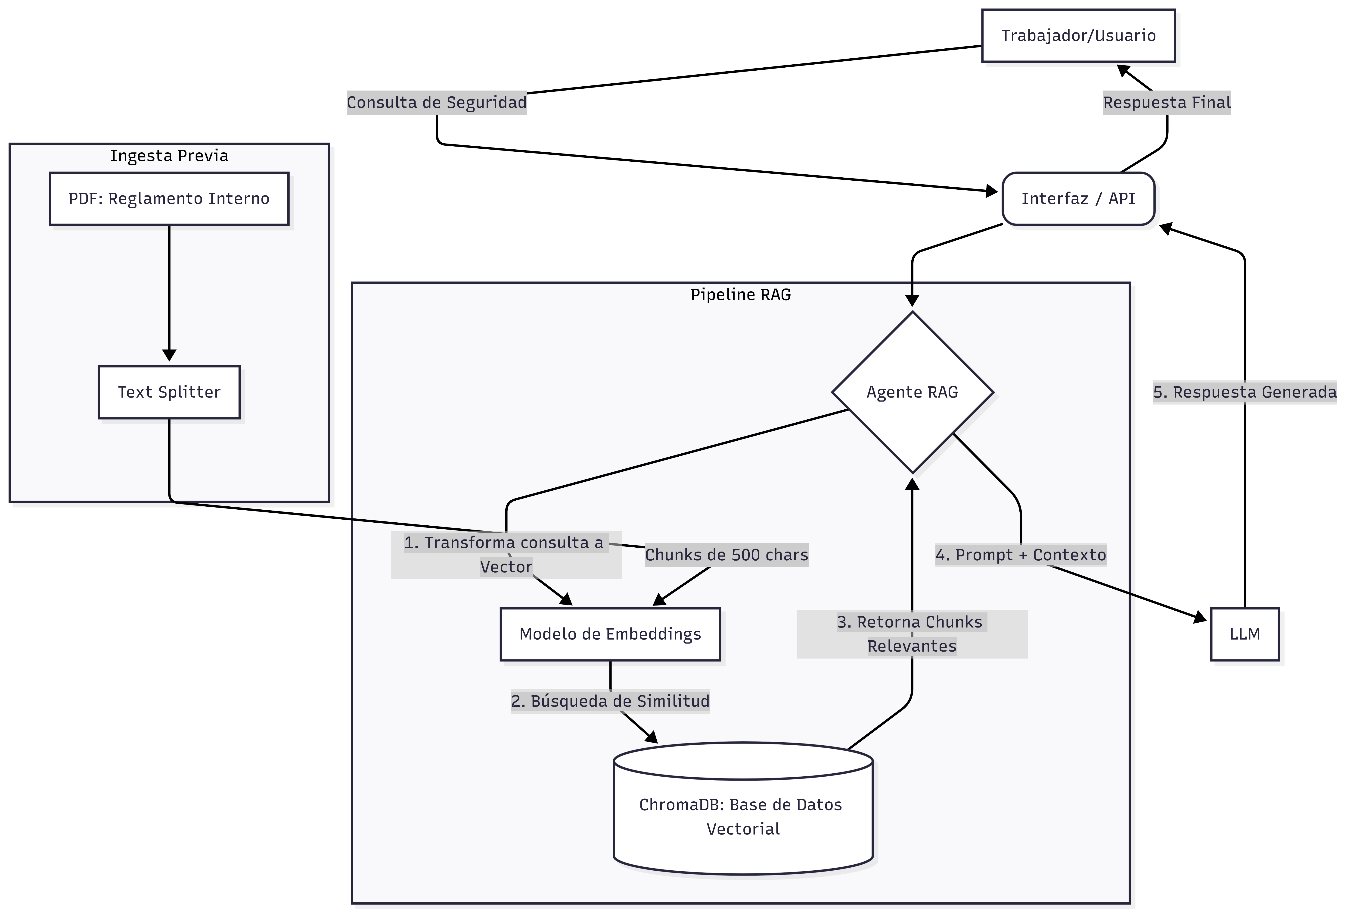 Trabajador/Usuario
Consulta de Seguridad
Respuesta Final
Ingesta Previa
PDF: Reglamento Interno
Interfaz / API
Pipeline RAG
Text Splitter
Agente RAG
5. Respuesta Generada
1. Transforma consulta a
Vector
Chunks de 500 chars
4. Prompt + Contexto
3. Retorna Chunks
Relevantes
Modelo de Embeddings
LLM
2. Búsqueda de Similitud
ChromaDB: Base de Datos
Vectorial